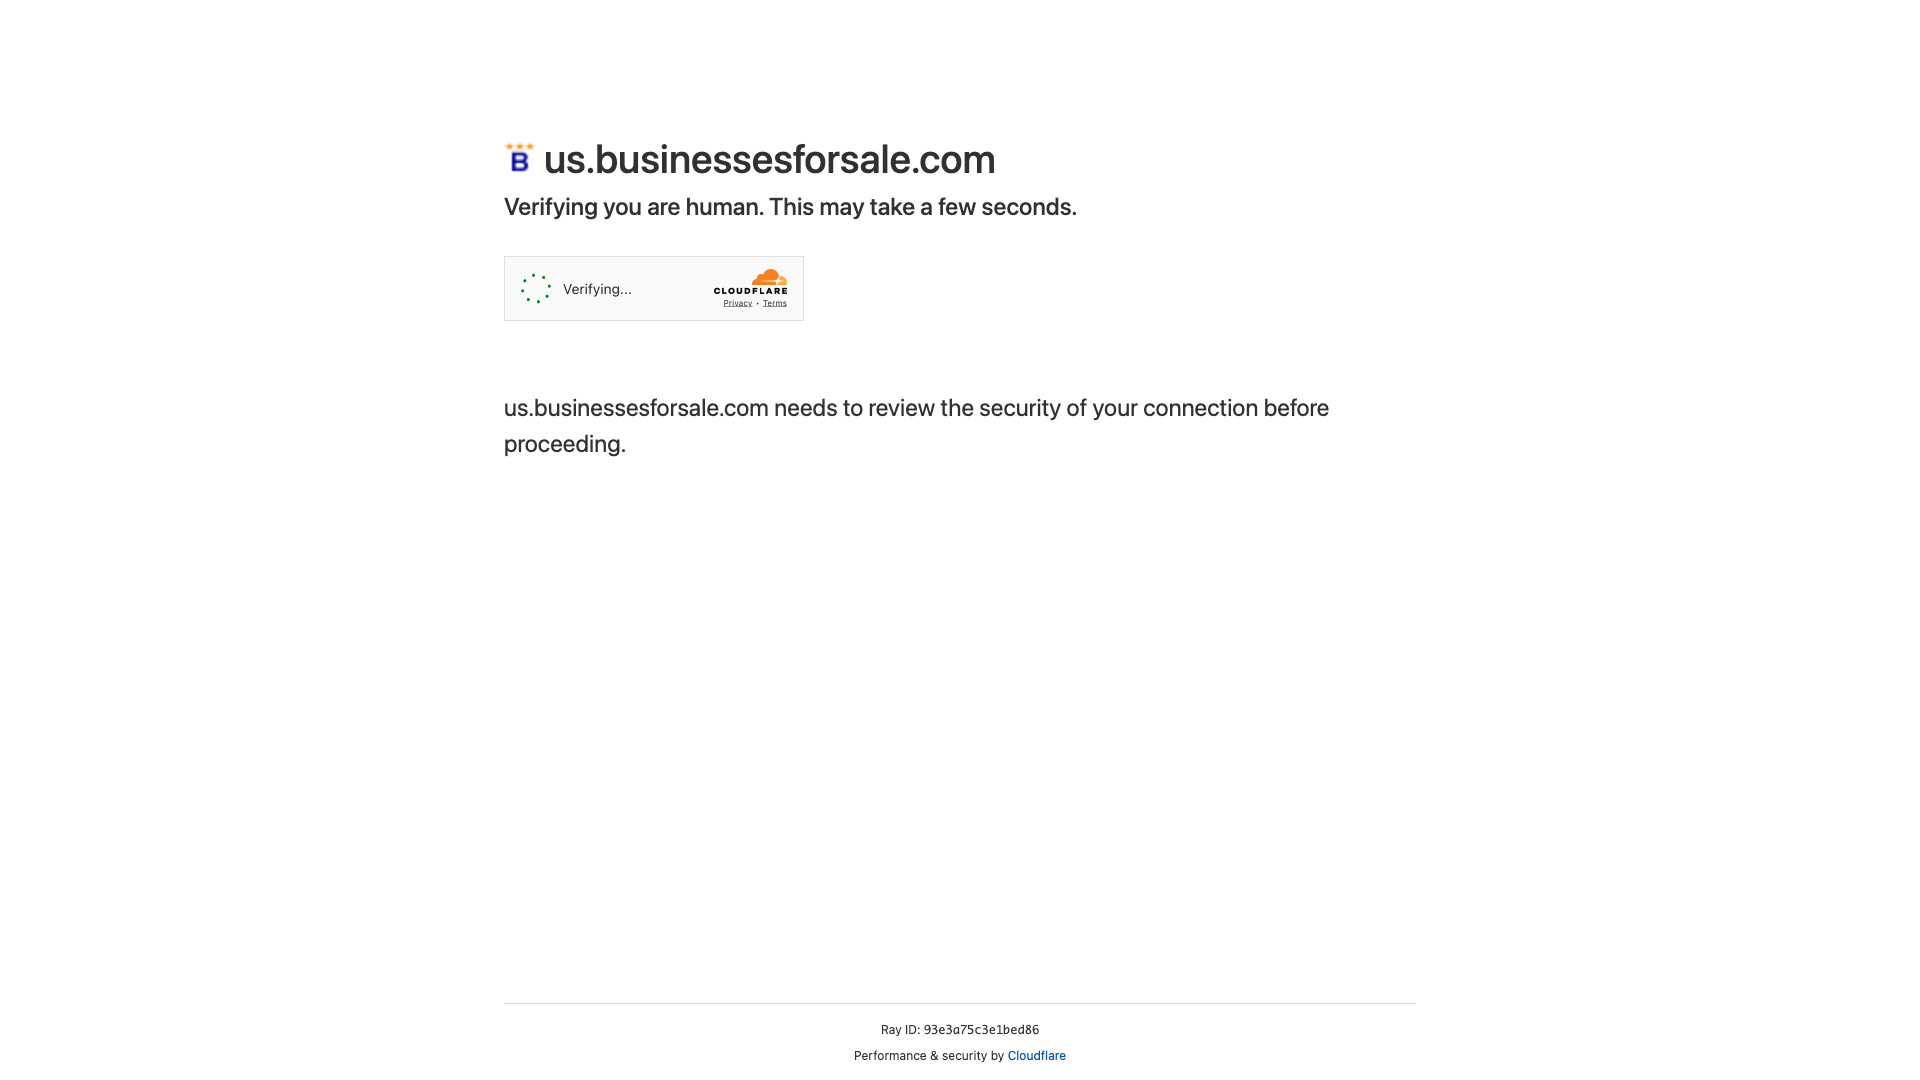 B
us.businessesforsale.com
Verifying you are human. This may take a few seconds.
Verifying...
CLOUDFLARE
Privacy • Terms
us.businessesforsale.com needs to review the security of your connection before
proceeding.
Ray ID: 93e3a75c3e1bed86
Performance & security by Cloudflare